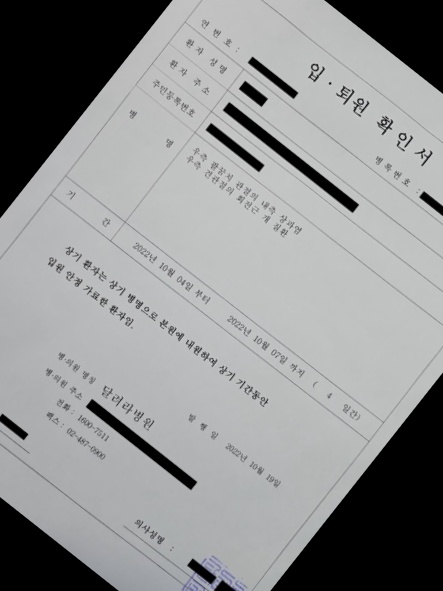 입 · 퇴원 확인서
연 번 호 :
병록번호 :
환 자 성 명
환 자 주 소
주민등록번호
병 명
우측 팔꿈치 관절의 내측 상과염
우측 견관절의 회전근 개 질환
기 간
2022년 10월 04일 부터 2022년 10월 07일 까지 ( 4 일간)
상기 환자는 상기 병명으로 본원에 내원하여 상기 기간동안
입원 안정 가료한 환자임.
발 행 일 2022년 10월 19일
병·의원 명칭 달려라병원
병·의원 주소
전화 : 1600-7511
팩스 : 02-487-0900
의사성명 :